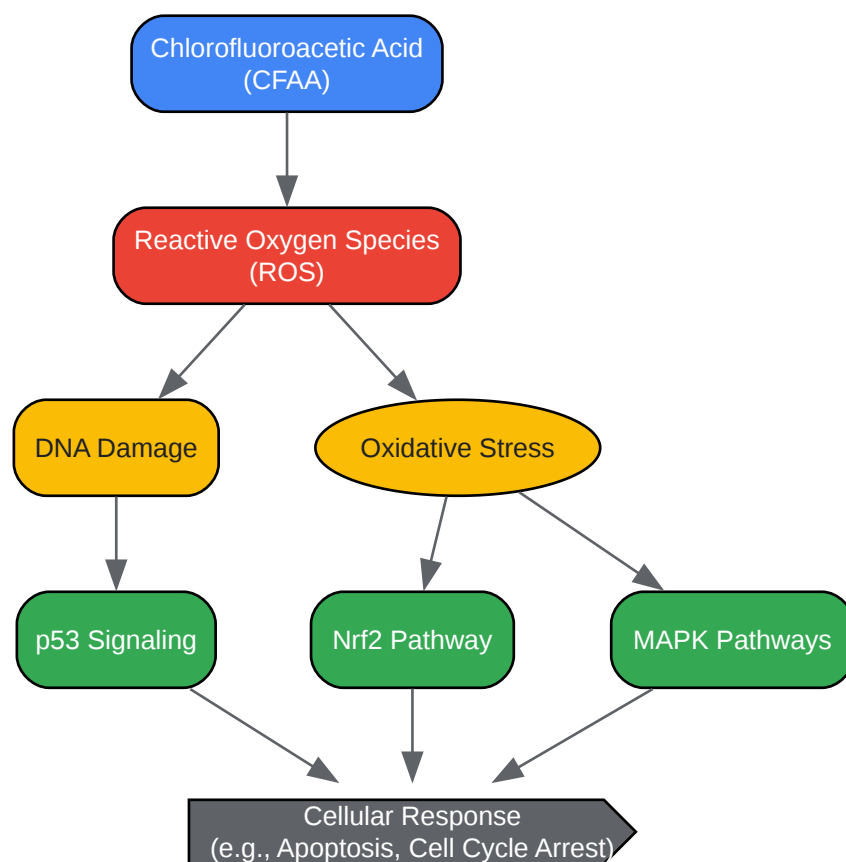 Chlorofluoroacetic Acid
(CFAA)
Reactive Oxygen Species
(ROS)
DNA Damage
Oxidative Stress
p53 Signaling
Nrf2 Pathway
MAPK Pathways
Cellular Response
(e.g., Apoptosis, Cell Cycle Arrest)